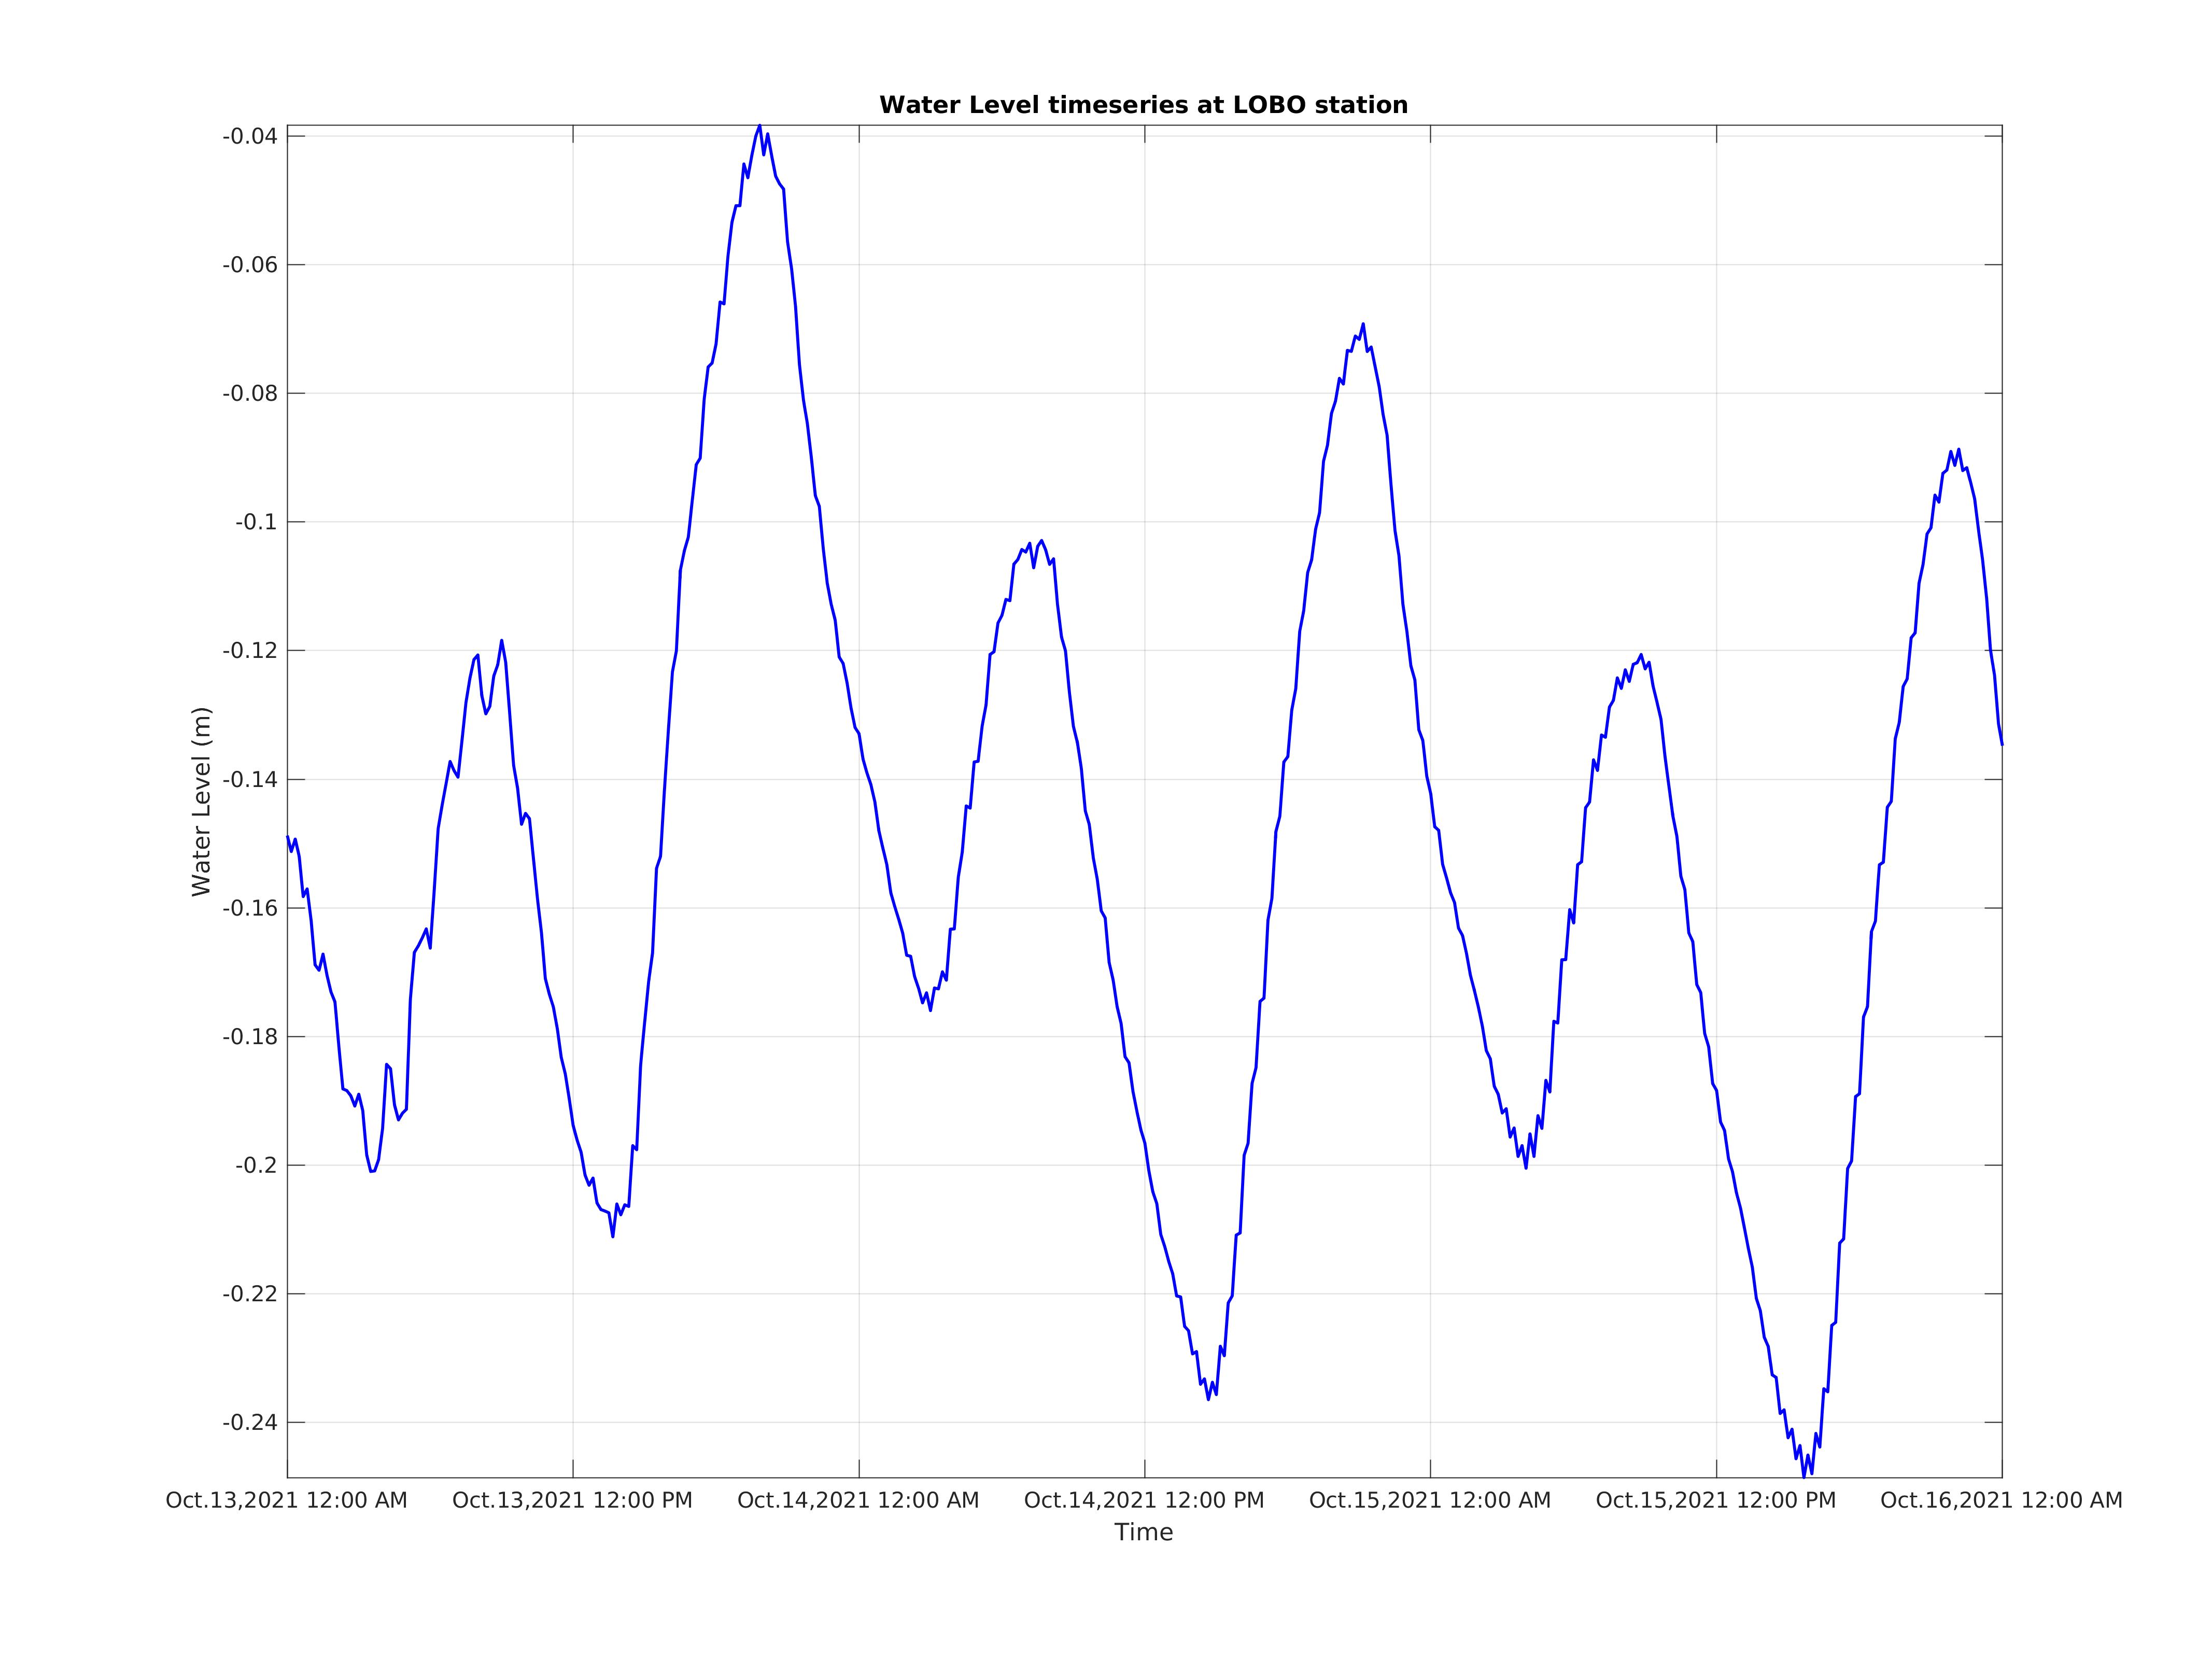 Water Level timeseries at LOBO station
-0.04
-0.06
-0.08
-0.1
-0.12
-0.14
-0.16
-0.18
-0.2
-0.22
-0.24
Water Level (m)
Oct.13,2021 12:00 AM
Oct.13,2021 12:00 PM
Oct.14,2021 12:00 AM
Oct.14,2021 12:00 PM
Oct.15,2021 12:00 AM
Oct.15,2021 12:00 PM
Oct.16,2021 12:00 AM
Time